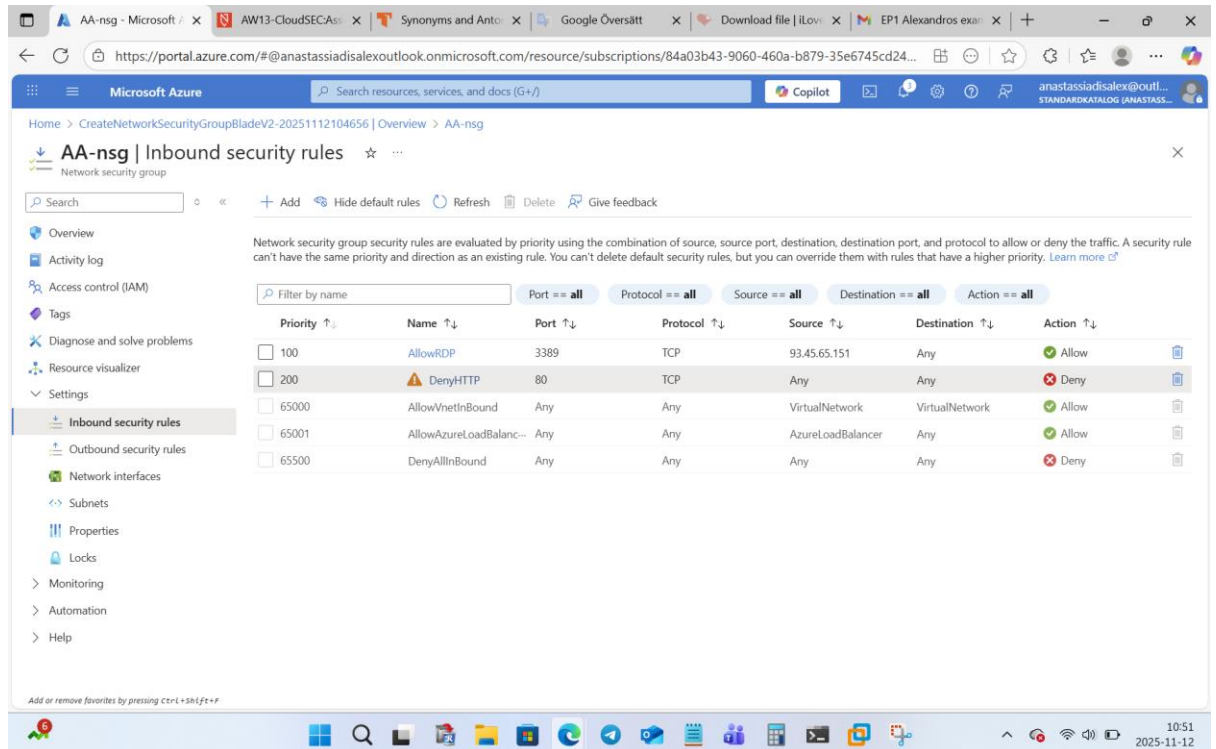 AA-nsg - Microsoft A
AW13-CloudSEC:Ass
Synonyms and Anton
Google Översätt
Download file | iLove
EP1 Alexandros exam
https://portal.azure.com/#@anastassiadisalexoutlook.onmicrosoft.com/resource/subscriptions/84a03b43-9060-460a-b879-35e6745cd24...
Microsoft Azure
Search resources, services, and docs (G+/)
Copilot
anastassiadisalex@outl...
STANDARDKATALOG (ANASTASS...
Home > CreateNetworkSecurityGroupBladeV2-20251112104656 | Overview > AA-nsg
AA-nsg | Inbound security rules
Network security group
Search
+ Add Hide default rules Refresh Delete Give feedback
Overview
Activity log
Access control (IAM)
Tags
Diagnose and solve problems
Resource visualizer
Settings
Inbound security rules
Outbound security rules
Network interfaces
Subnets
Properties
Locks
Monitoring
Automation
Help
Add or remove favorites by pressing Ctrl+Shift+F
Network security group security rules are evaluated by priority using the combination of source, source port, destination, destination port, and protocol to allow or deny the traffic. A security rule
can't have the same priority and direction as an existing rule. You can't delete default security rules, but you can override them with rules that have a higher priority. Learn more
Filter by name Port == all Protocol == all Source == all Destination == all Action == all
Priority ↑↓ Name ↑↓ Port ↑↓ Protocol ↑↓ Source ↑↓ Destination ↑↓ Action ↑↓
100 AllowRDP 3389 TCP 93.45.65.151 Any Allow
200 DenyHTTP 80 TCP Any Any Deny
65000 AllowVnetInBound Any Any VirtualNetwork VirtualNetwork Allow
65001 AllowAzureLoadBalanc... Any Any AzureLoadBalancer Any Allow
65500 DenyAllInBound Any Any Any Any Deny
6
10:51
2025-11-12